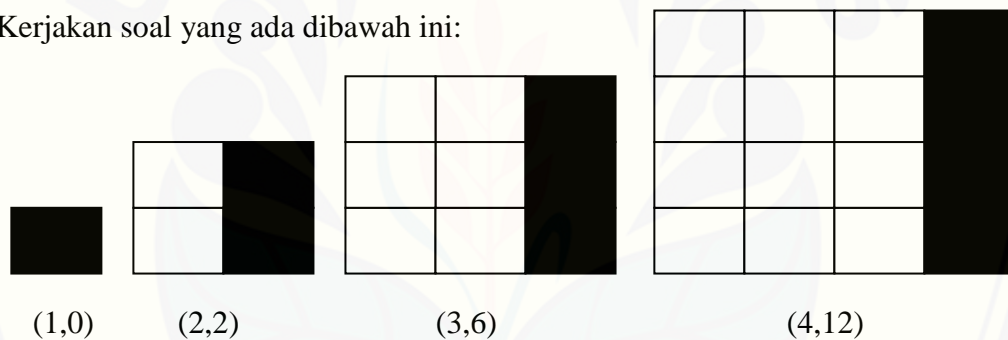 Kerjakan soal yang ada dibawah ini:
(1,0) (2,2) (3,6) (4,12)